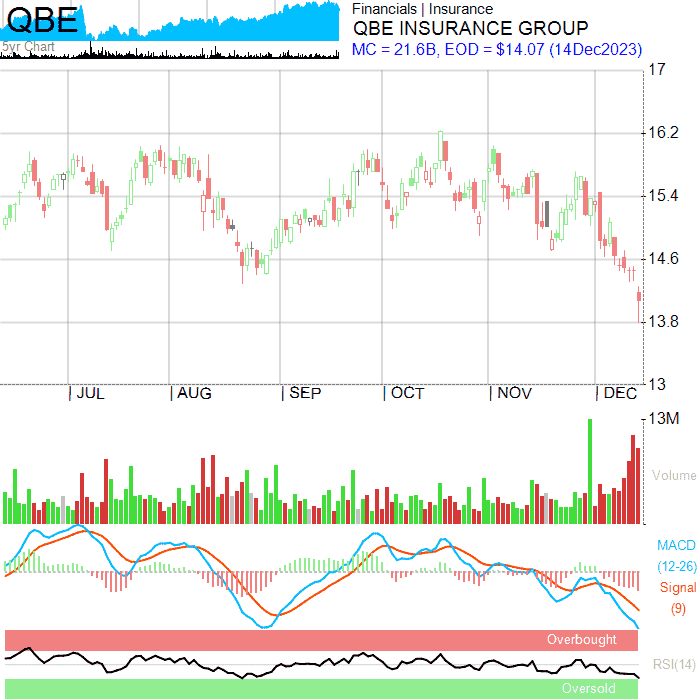 QBE
5yr Chart
Financials | Insurance
QBE INSURANCE GROUP
MC = 21.6B, EOD = $14.07 (14Dec2023)
17
16.2
15.4
14.6
13.8
13
JUL AUG SEP OCT NOV DEC
13M
Volume
MACD
(12-26)
Signal
(9)
Overbought
RSI(14)
Oversold